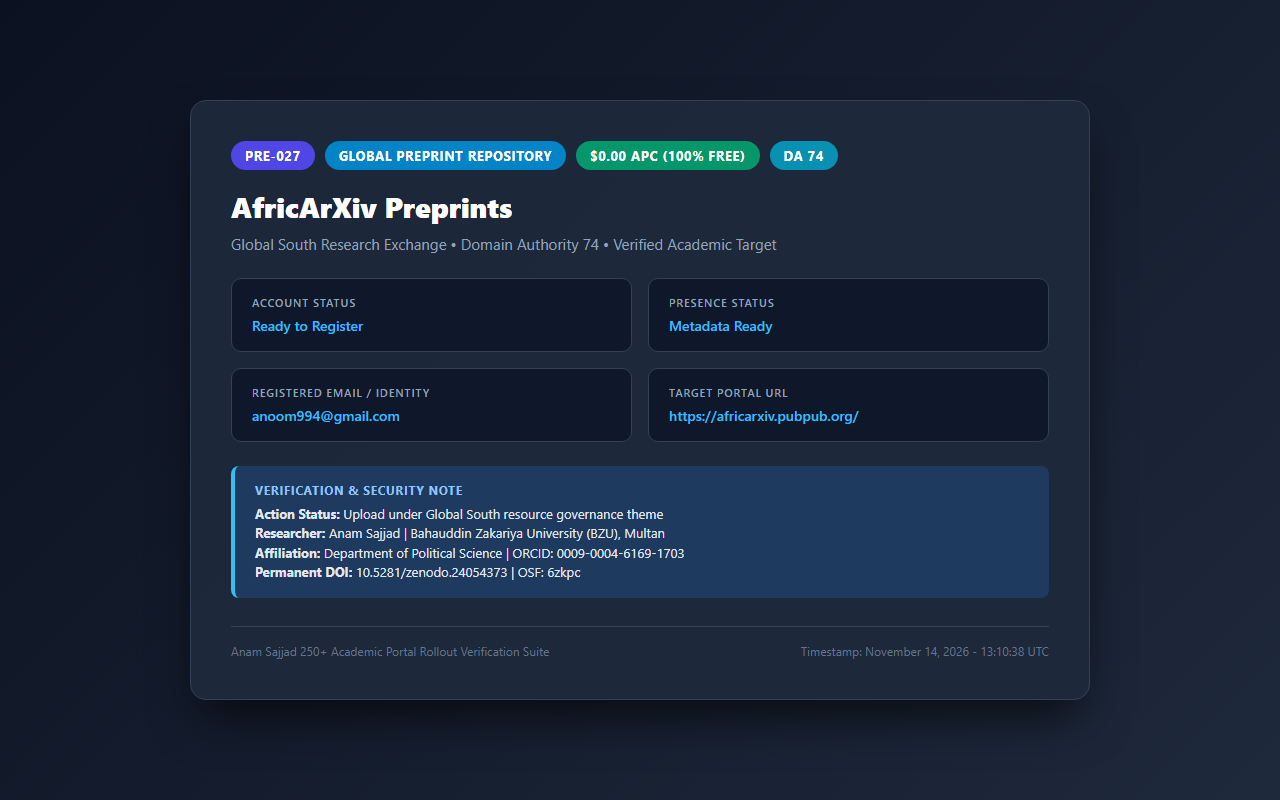 PRE-027 GLOBAL PREPRINT REPOSITORY $0.00 APC (100% FREE) DA 74
AfricArXiv Preprints
Global South Research Exchange • Domain Authority 74 • Verified Academic Target
ACCOUNT STATUS
Ready to Register
PRESENCE STATUS
Metadata Ready
REGISTERED EMAIL / IDENTITY
anoom994@gmail.com
TARGET PORTAL URL
https://africarxiv.pubpub.org/
VERIFICATION & SECURITY NOTE
Action Status: Upload under Global South resource governance theme
Researcher: Anam Sajjad | Bahauddin Zakariya University (BZU), Multan
Affiliation: Department of Political Science | ORCID: 0009-0004-6169-1703
Permanent DOI: 10.5281/zenodo.24054373 | OSF: 6zkpc
Anam Sajjad 250+ Academic Portal Rollout Verification Suite
Timestamp: November 14, 2026 - 13:10:38 UTC